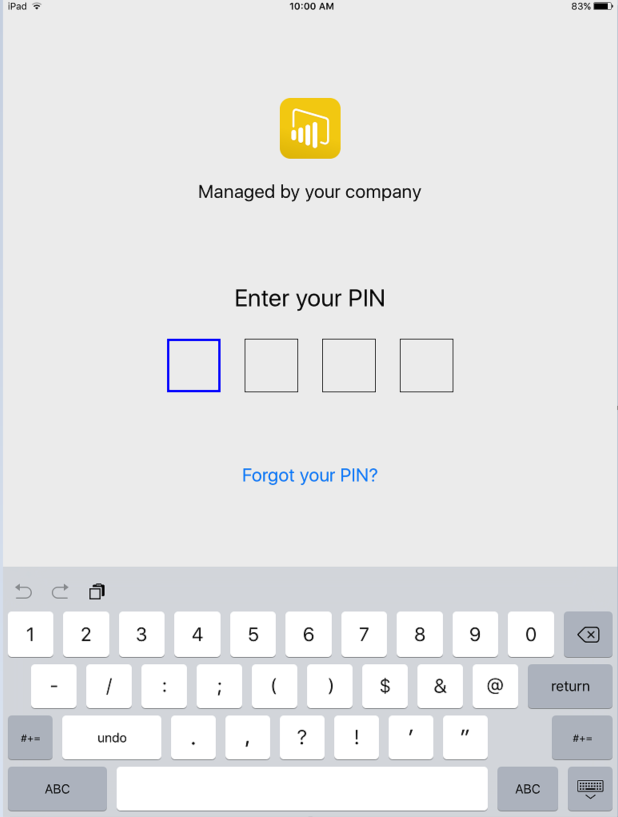 iPad 10:00 AM 83%
Managed by your company
Enter your PIN
Forgot your PIN?
1 2 3 4 5 6 7 8 9 0
- / : ; ( ) $ & @ return
#+= undo . , ? ! ’ ” #+=
ABC ABC